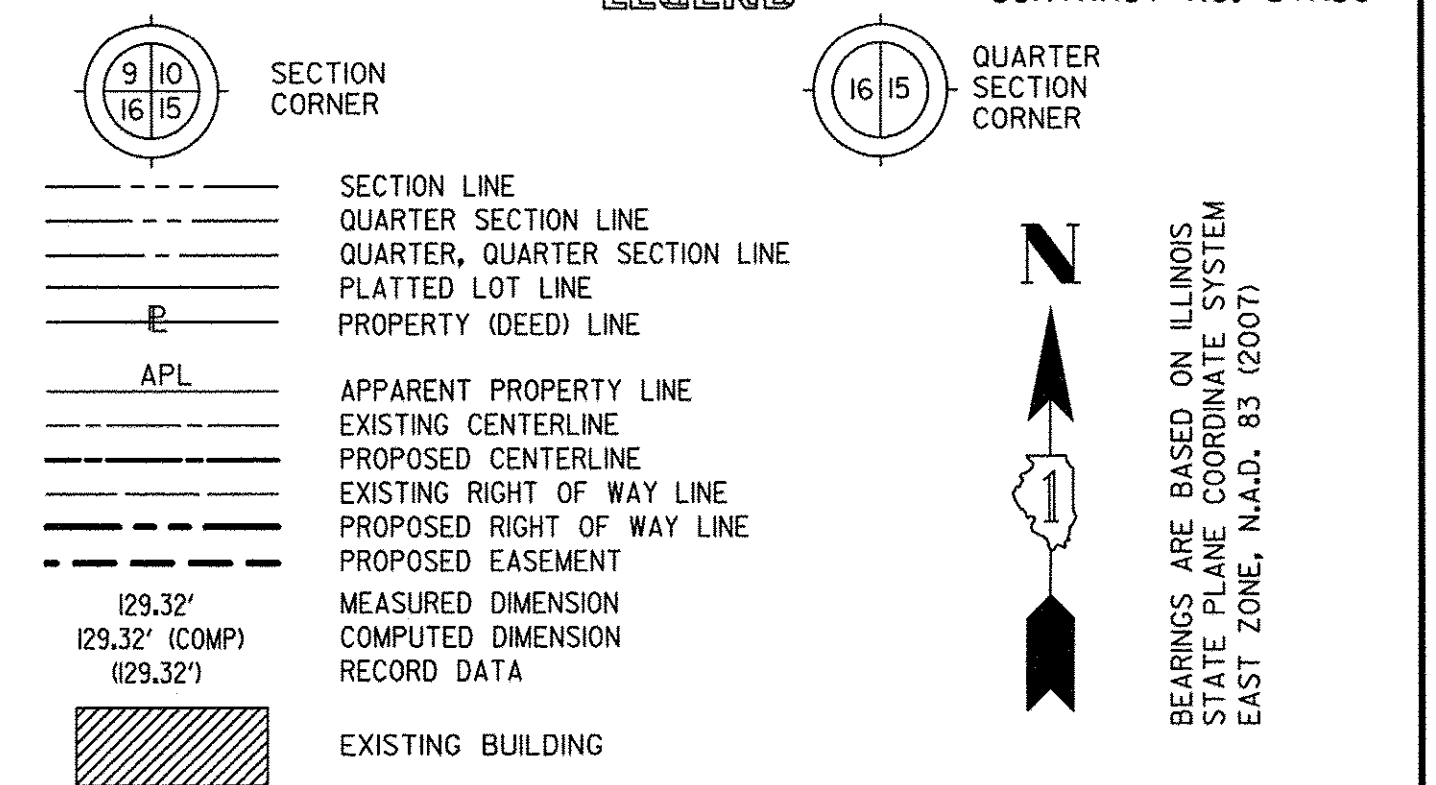 LEGEND
9 10
16 15
SECTION
CORNER
16 15
QUARTER
SECTION
CORNER
SECTION LINE
QUARTER SECTION LINE
QUARTER, QUARTER SECTION LINE
PLATTED LOT LINE
PL PROPERTY (DEED) LINE
APL APPARENT PROPERTY LINE
EXISTING CENTERLINE
PROPOSED CENTERLINE
EXISTING RIGHT OF WAY LINE
PROPOSED RIGHT OF WAY LINE
PROPOSED EASEMENT
129.32' MEASURED DIMENSION
129.32' (COMP) COMPUTED DIMENSION
(129.32') RECORD DATA
EXISTING BUILDING
N
1
BEARINGS ARE BASED ON ILLINOIS
STATE PLANE COORDINATE SYSTEM
EAST ZONE, N.A.D. 83 (2007)